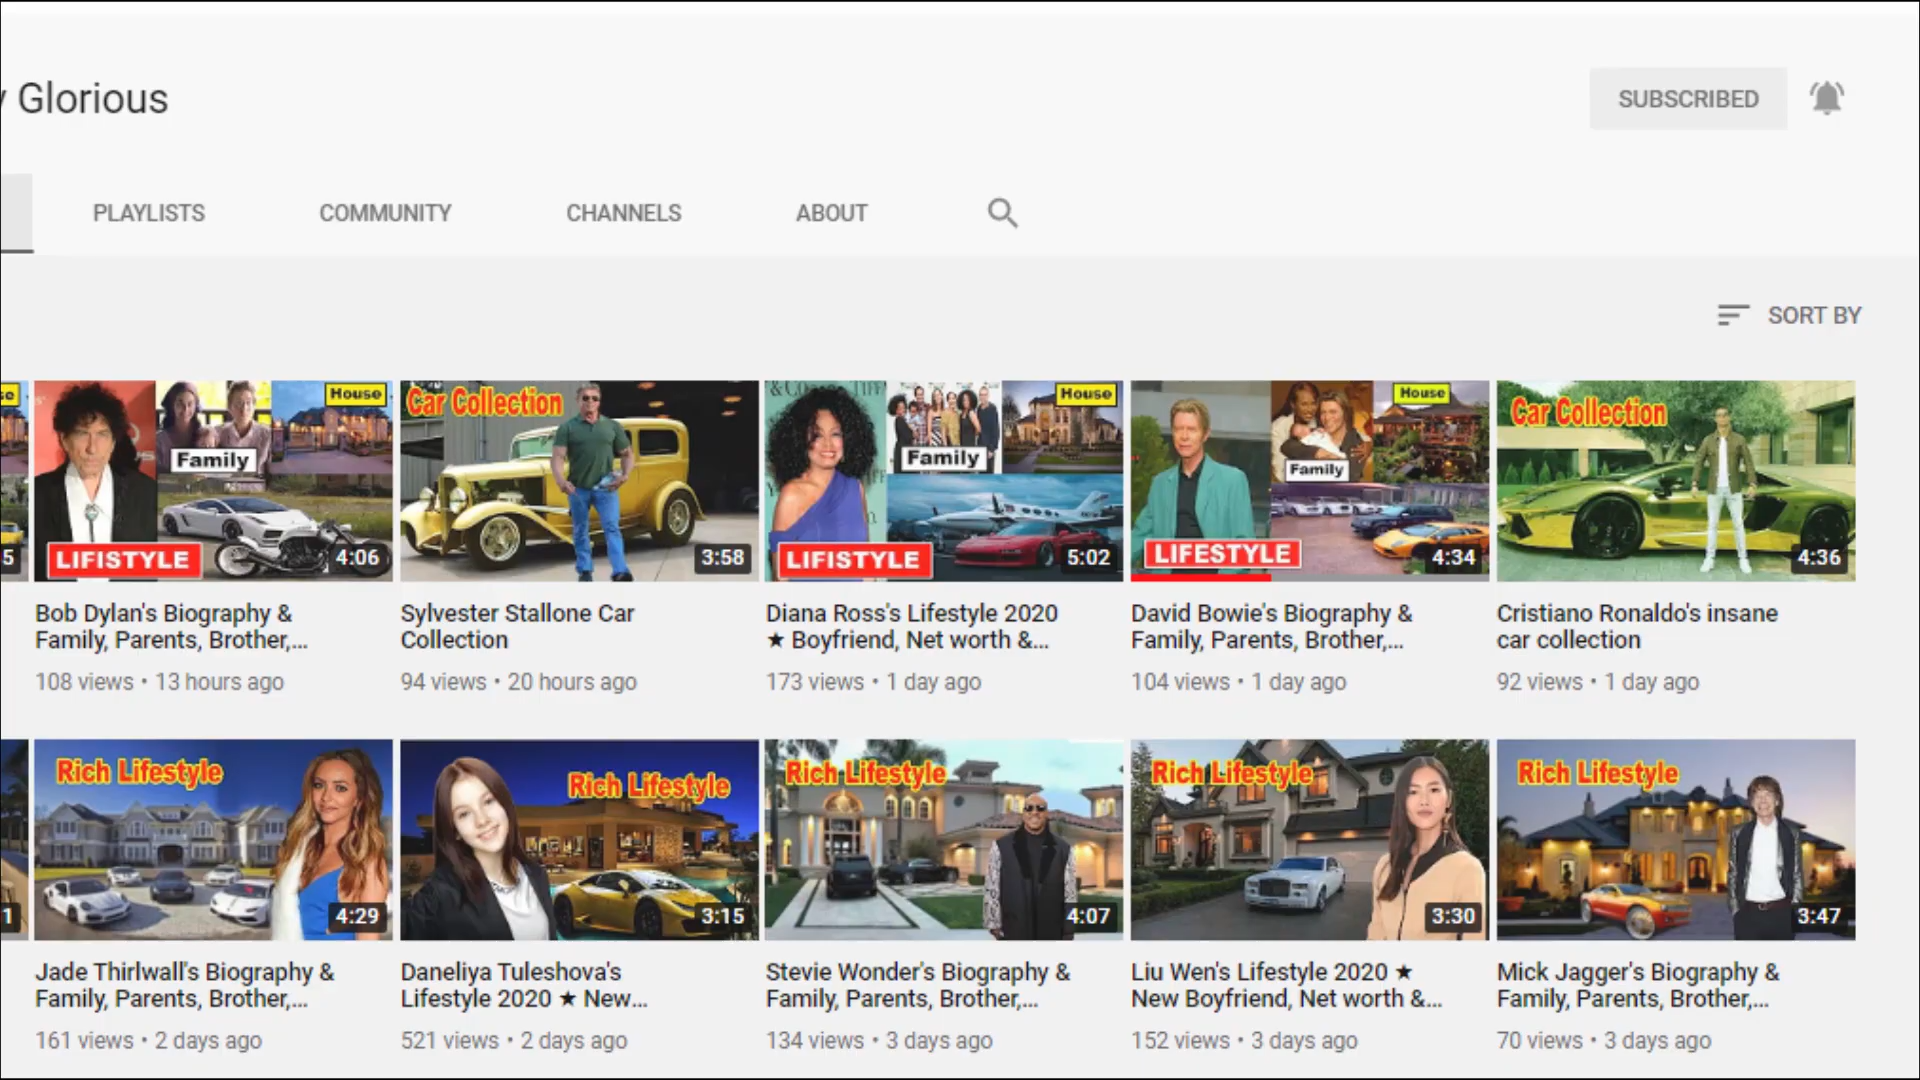 Glorious
SUBSCRIBED
PLAYLISTS
COMMUNITY
CHANNELS
ABOUT
SORT BY
House
Family
LIFISTYLE
4:06
Car Collection
3:58
House
Family
LIFISTYLE
5:02
House
Family
LIFESTYLE
4:34
Car Collection
4:36
Bob Dylan's Biography &
Family, Parents, Brother,...
108 views • 13 hours ago
Sylvester Stallone Car
Collection
94 views • 20 hours ago
Diana Ross's Lifestyle 2020
★ Boyfriend, Net worth &...
173 views • 1 day ago
David Bowie's Biography &
Family, Parents, Brother,...
104 views • 1 day ago
Cristiano Ronaldo's insane
car collection
92 views • 1 day ago
Rich Lifestyle
4:29
Rich Lifestyle
3:15
Rich Lifestyle
4:07
Rich Lifestyle
3:30
Rich Lifestyle
3:47
Jade Thirlwall's Biography &
Family, Parents, Brother,...
161 views • 2 days ago
Daneliya Tuleshova's
Lifestyle 2020 ★ New...
521 views • 2 days ago
Stevie Wonder's Biography &
Family, Parents, Brother,...
134 views • 3 days ago
Liu Wen's Lifestyle 2020 ★
New Boyfriend, Net worth &...
152 views • 3 days ago
Mick Jagger's Biography &
Family, Parents, Brother,...
70 views • 3 days ago